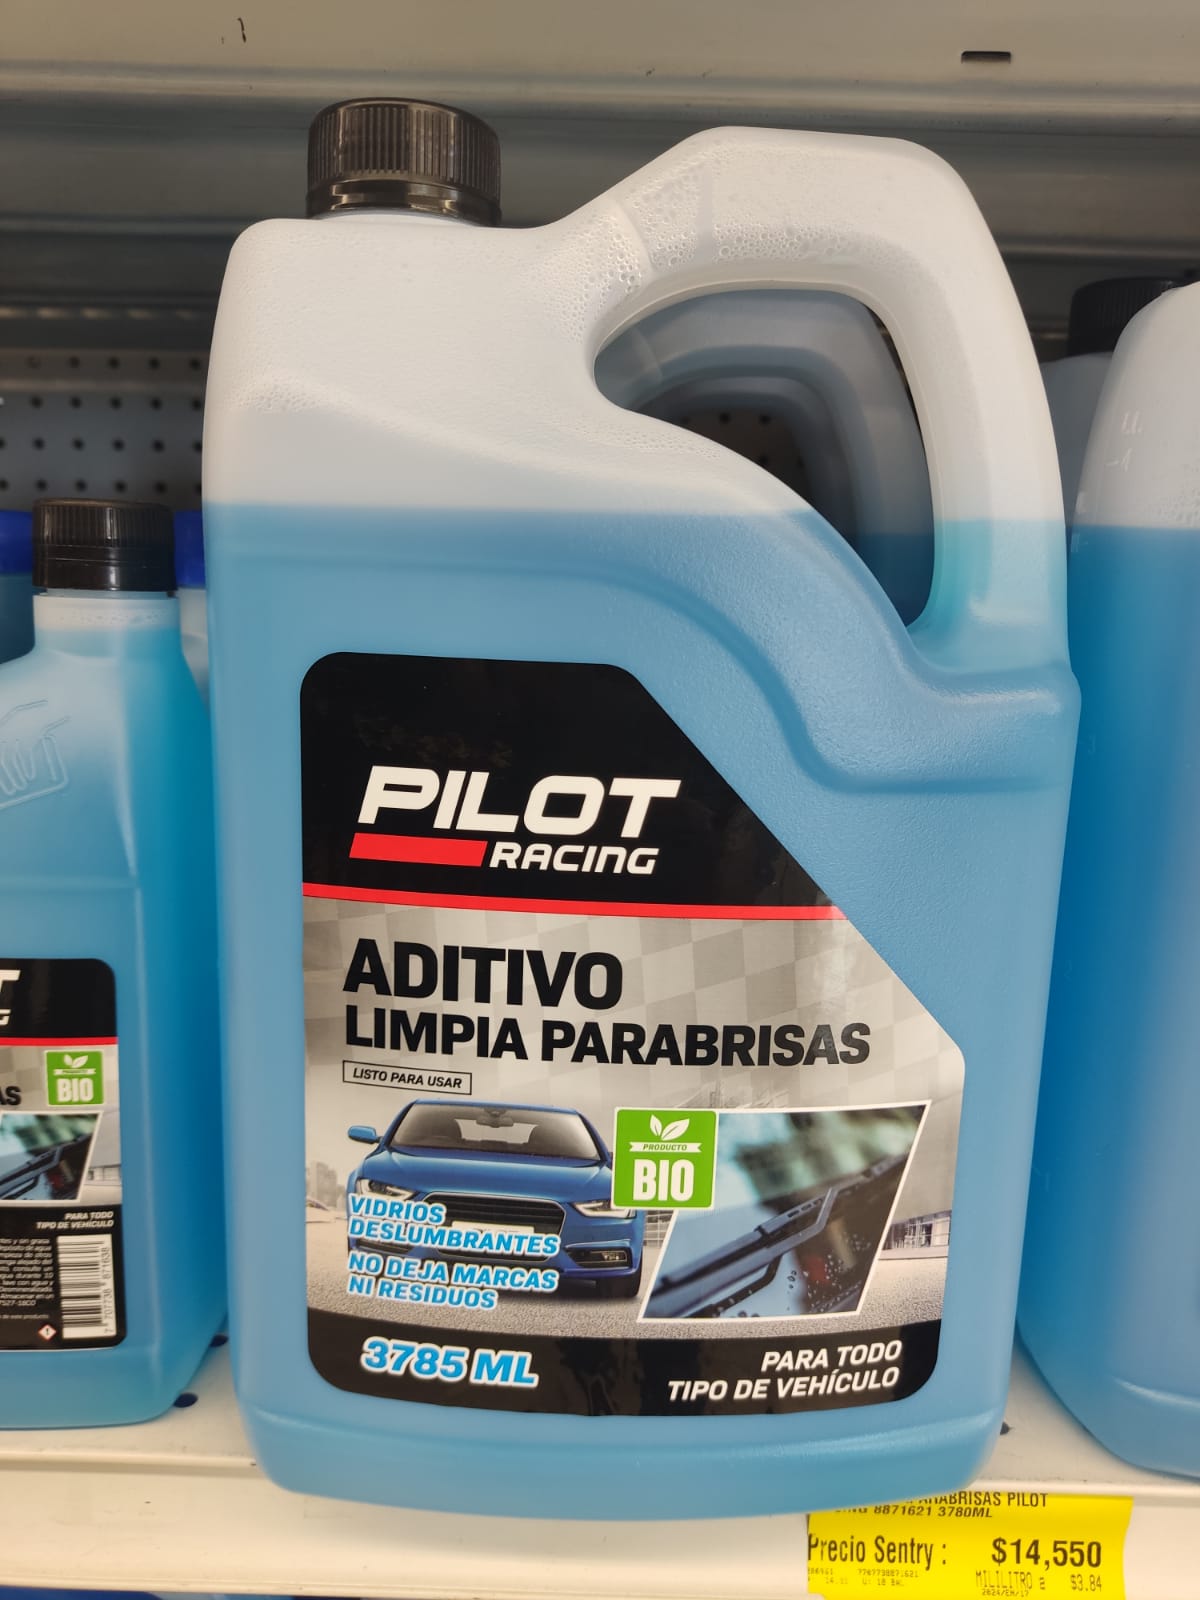 PILOT
RACING
ADITIVO
LIMPIA PARABRISAS
LISTO PARA USAR
PRODUCTO
BIO
VIDRIOS
DESLUMBRANTES
NO DEJA MARCAS
NI RESIDUOS
3785 ML
PARA TODO
TIPO DE VEHÍCULO
BIO
PARA TODO
TIPO DE VEHÍCULO
PARABRISAS PILOT
8871621 3780ML
Precio Sentry : $14,550
7707738871621
MILILITRO a $3.84